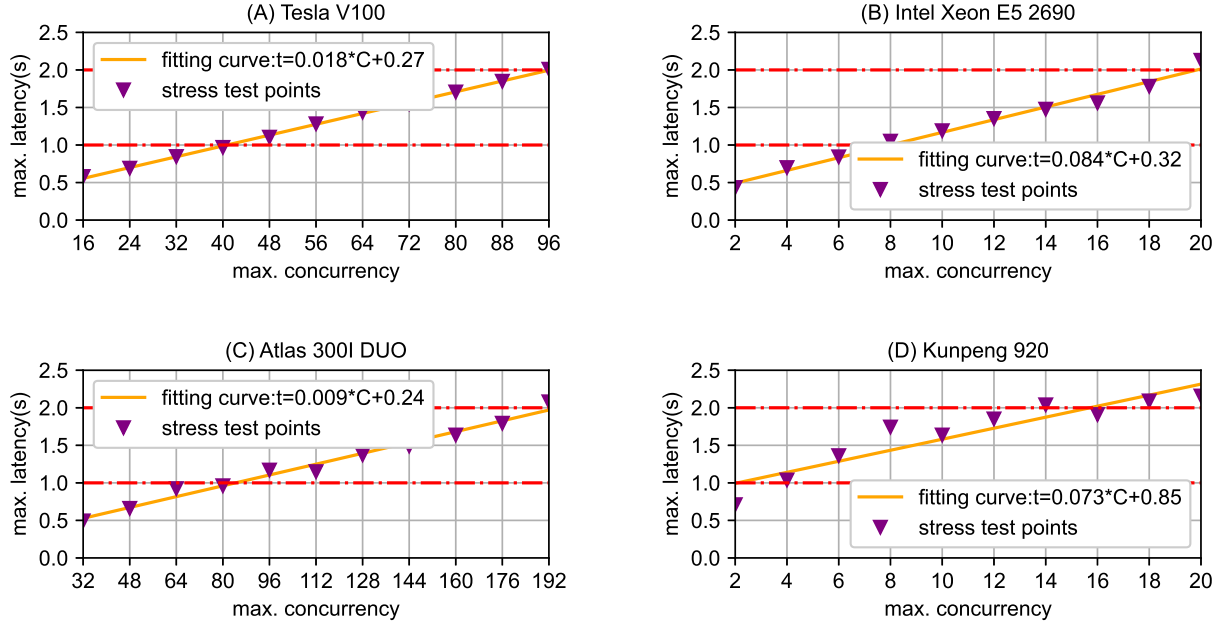 (A) Tesla V100
max. latency(s)
2.5
2.0
1.5
1.0
0.5
0.0
fitting curve:t=0.018*C+0.27
stress test points
16 24 32 40 48 56 64 72 80 88 96
max. concurrency
(B) Intel Xeon E5 2690
max. latency(s)
2.5
2.0
1.5
1.0
0.5
0.0
fitting curve:t=0.084*C+0.32
stress test points
2 4 6 8 10 12 14 16 18 20
max. concurrency
(C) Atlas 300I DUO
max. latency(s)
2.5
2.0
1.5
1.0
0.5
0.0
fitting curve:t=0.009*C+0.24
stress test points
32 48 64 80 96 112 128 144 160 176 192
max. concurrency
(D) Kunpeng 920
max. latency(s)
2.5
2.0
1.5
1.0
0.5
0.0
fitting curve:t=0.073*C+0.85
stress test points
2 4 6 8 10 12 14 16 18 20
max. concurrency